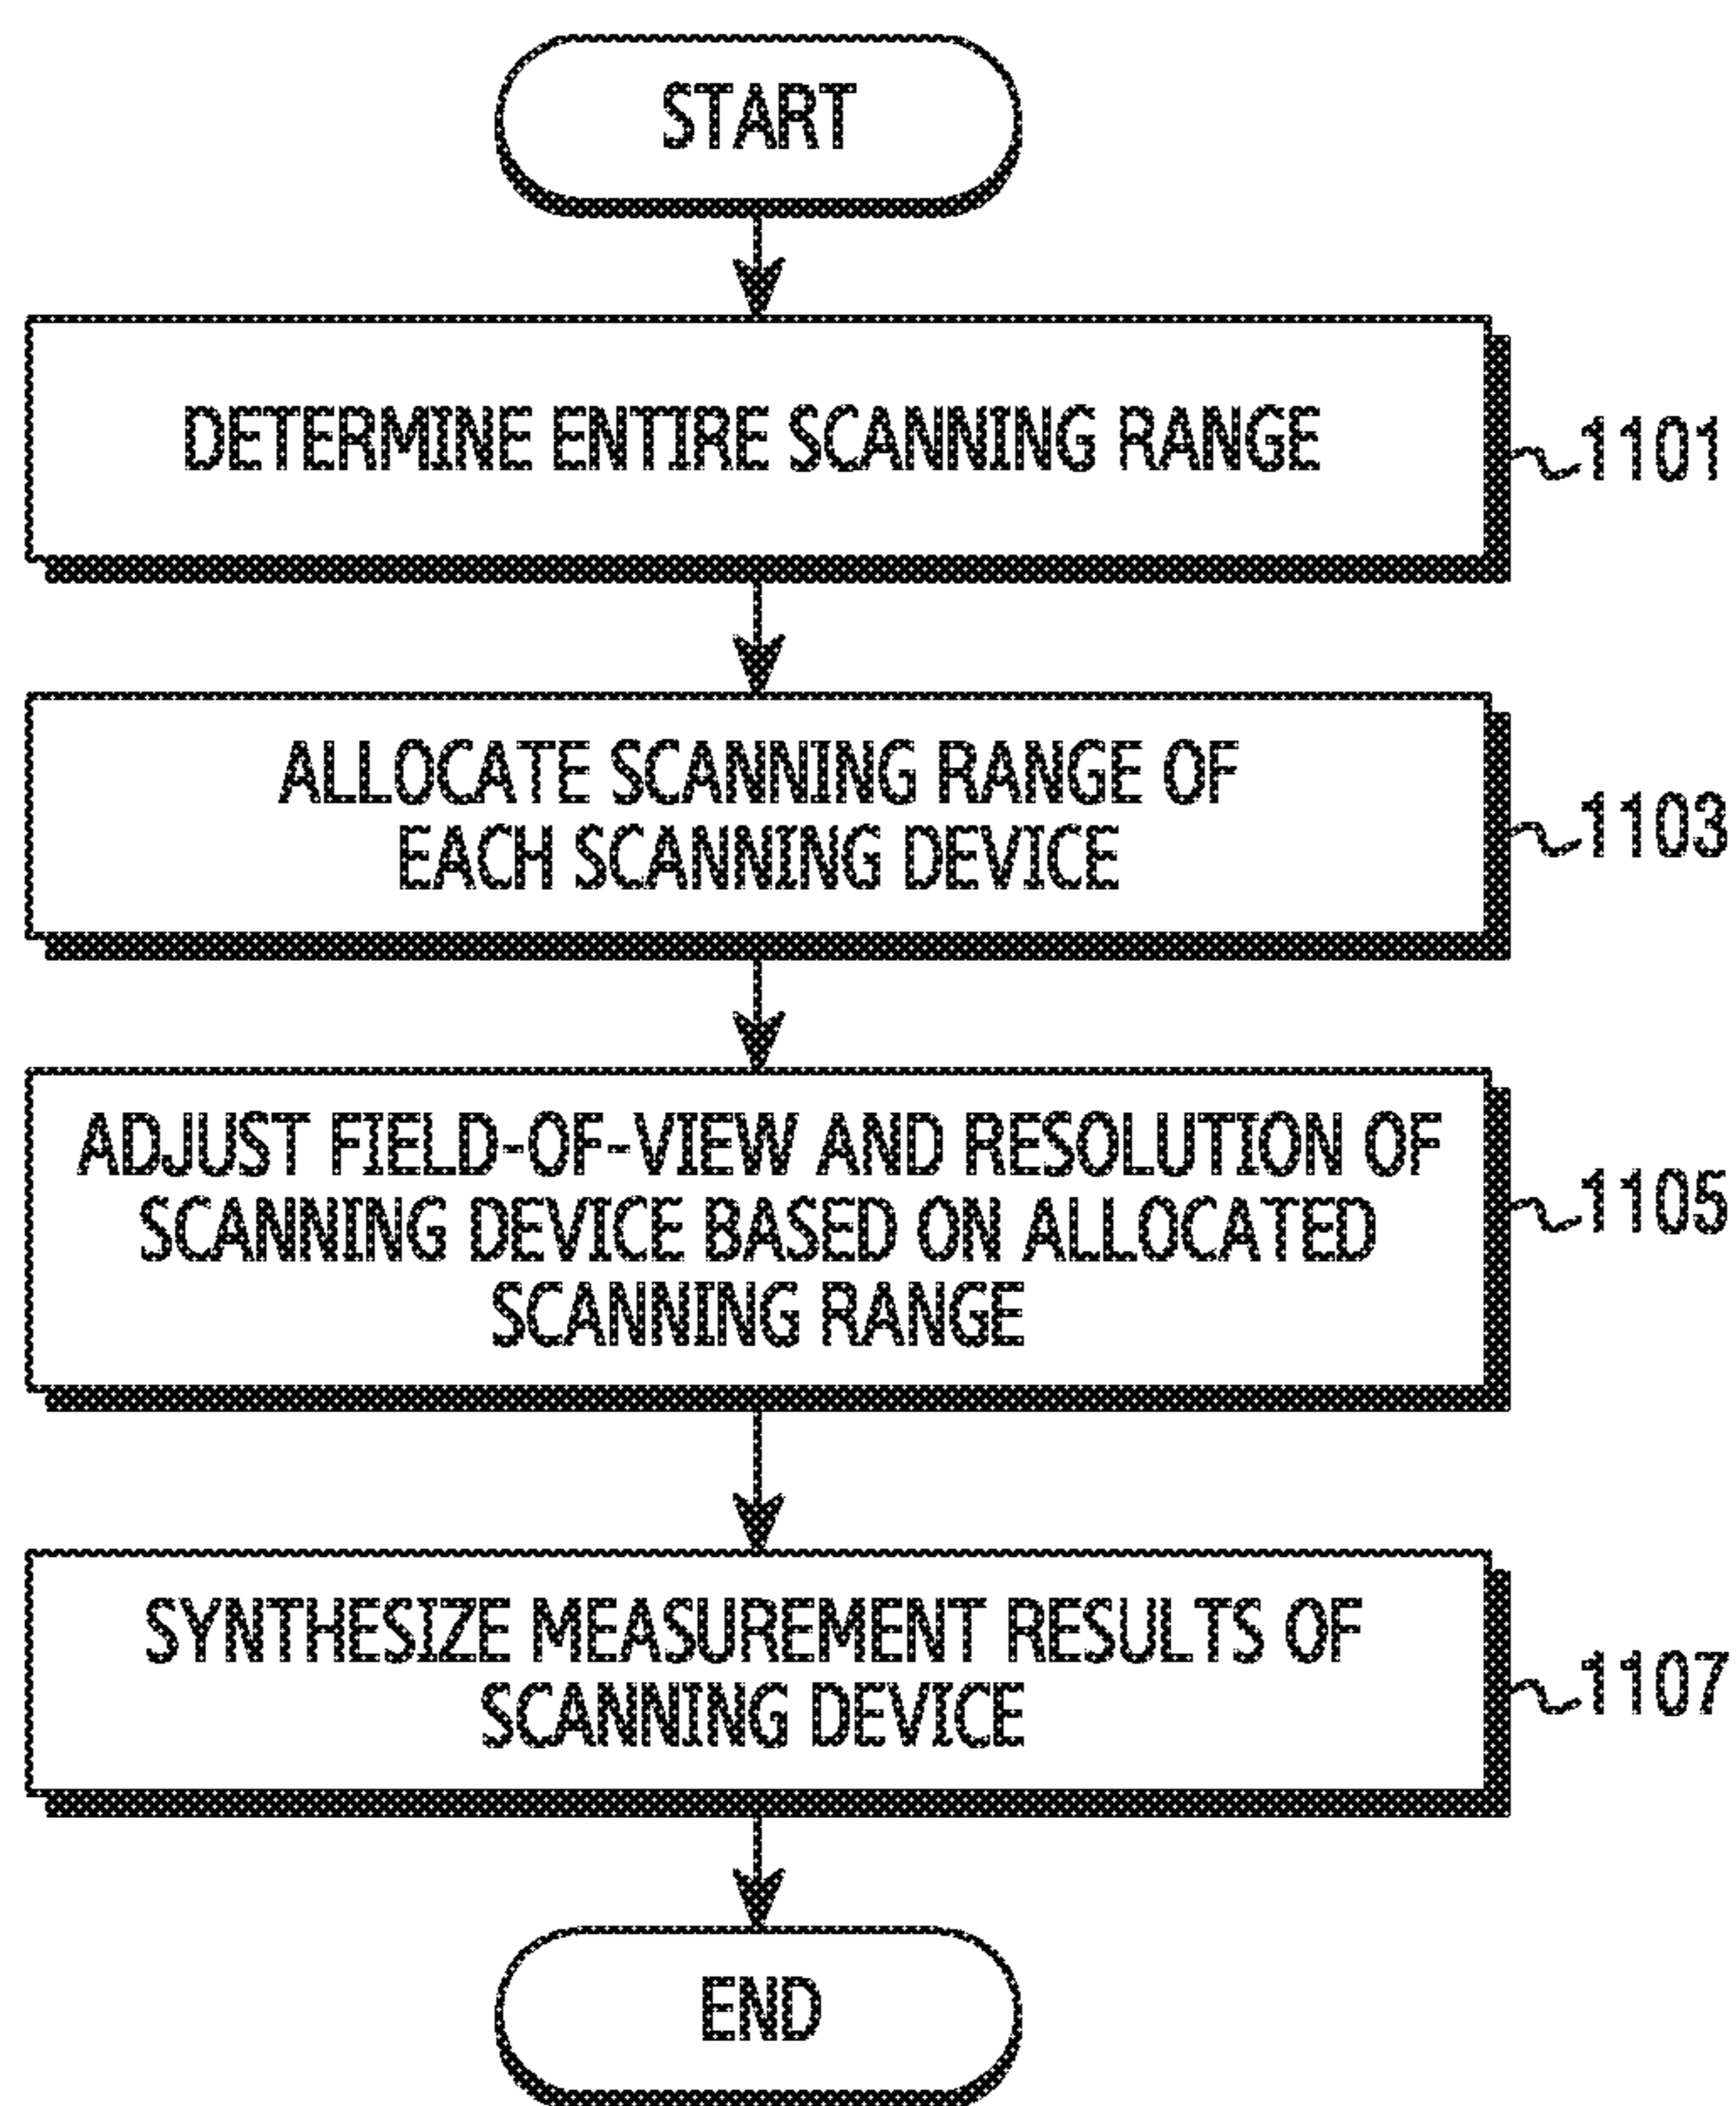 START
DETERMINE ENTIRE SCANNING RANGE
1101
ALLOCATE SCANNING RANGE OF
EACH SCANNING DEVICE
1103
ADJUST FIELD-OF-VIEW AND RESOLUTION OF
SCANNING DEVICE BASED ON ALLOCATED
SCANNING RANGE
1105
SYNTHESIZE MEASUREMENT RESULTS OF
SCANNING DEVICE
1107
END